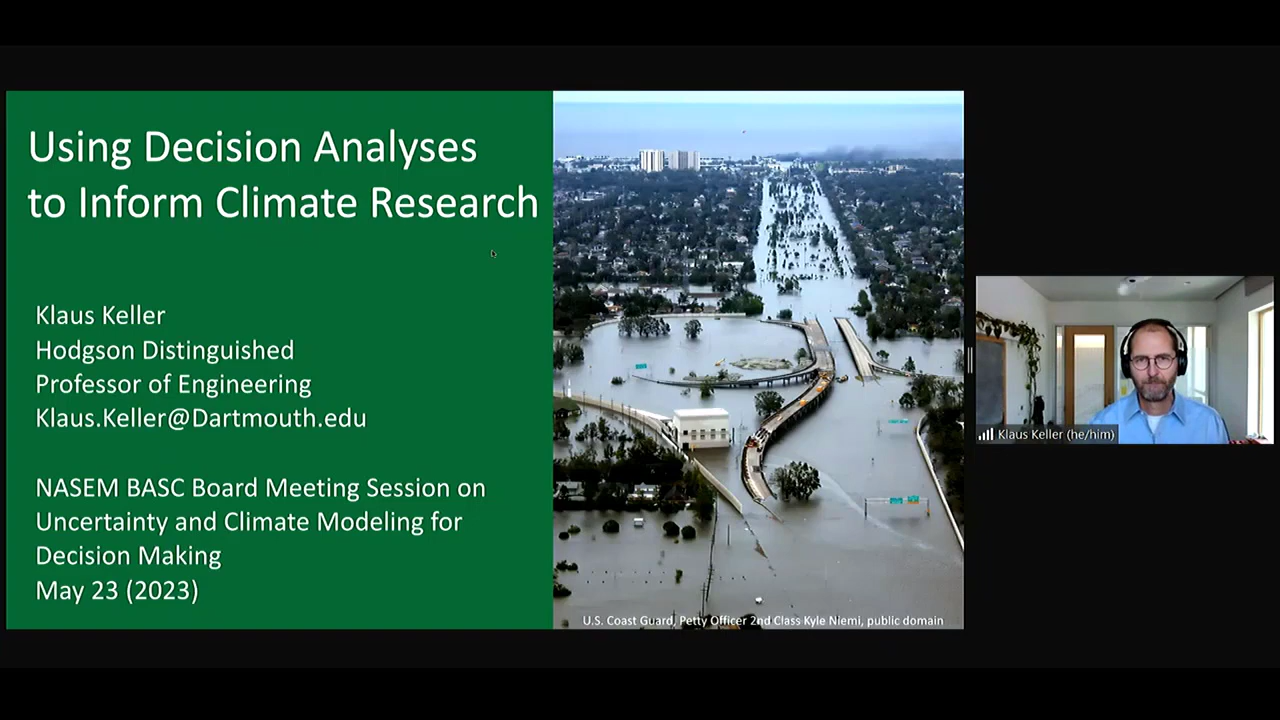 Using Decision Analyses
to Inform Climate Research
Klaus Keller
Hodgson Distinguished
Professor of Engineering
Klaus.Keller@Dartmouth.edu
NASEM BASC Board Meeting Session on
Uncertainty and Climate Modeling for
Decision Making
May 23 (2023)
U.S. Coast Guard, Petty Officer 2nd Class Kyle Niemi, public domain
Klaus Keller (he/him)